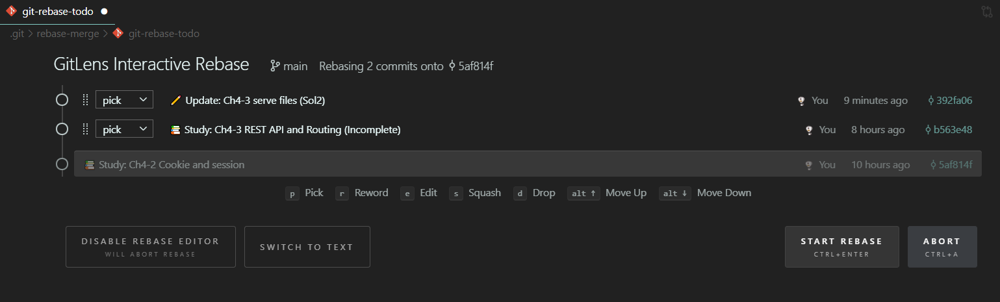 git-rebase-todo
.git > rebase-merge > git-rebase-todo
GitLens Interactive Rebase main Rebasing 2 commits onto 5af814f
pick Update: Ch4-3 serve files (Sol2) You 9 minutes ago 392fa06
pick Study: Ch4-3 REST API and Routing (Incomplete) You 8 hours ago b563e48
Study: Ch4-2 Cookie and session You 10 hours ago 5af814f
p Pick r Reword e Edit s Squash d Drop alt ↑ Move Up alt ↓ Move Down
DISABLE REBASE EDITOR
WILL ABORT REBASE
SWITCH TO TEXT
START REBASE
CTRL+ENTER
ABORT
CTRL+A